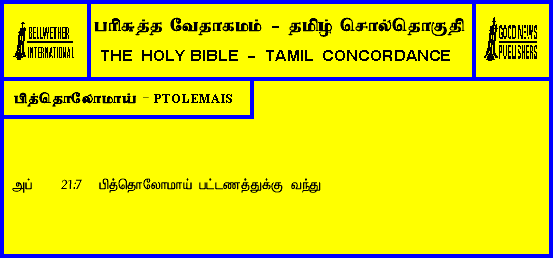 BELLWETHER
INTERNATIONAL
பரிசுத்த வேதாகமம் - தமிழ் சொல்தொகுதி
THE HOLY BIBLE - TAMIL CONCORDANCE
GOOD NEWS
PUBLISHERS
பித்தொலோமாய் - PTOLEMAIS
அப் 21:7 பித்தொலோமாய் பட்டணத்துக்கு வந்து